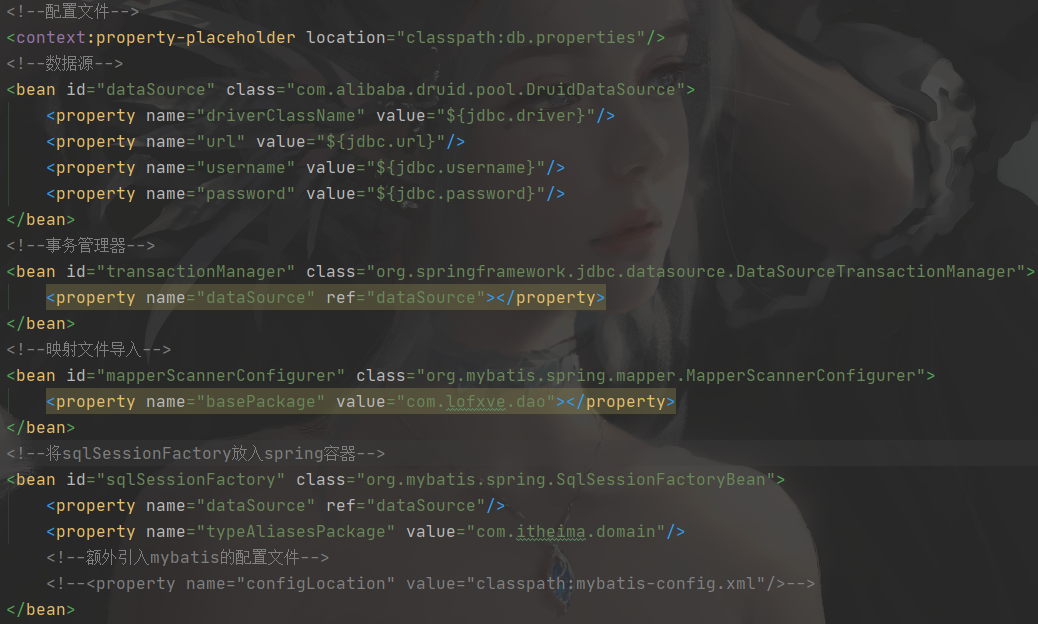 <!--配置文件-->
<context:property-placeholder location="classpath:db.properties"/>
<!--数据源-->
<bean id="dataSource" class="com.alibaba.druid.pool.DruidDataSource">
    <property name="driverClassName" value="${jdbc.driver}"/>
    <property name="url" value="${jdbc.url}"/>
    <property name="username" value="${jdbc.username}"/>
    <property name="password" value="${jdbc.password}"/>
</bean>
<!--事务管理器-->
<bean id="transactionManager" class="org.springframework.jdbc.datasource.DataSourceTransactionManager">
    <property name="dataSource" ref="dataSource"></property>
</bean>
<!--映射文件导入-->
<bean id="mapperScannerConfigurer" class="org.mybatis.spring.mapper.MapperScannerConfigurer">
    <property name="basePackage" value="com.lofxve.dao"></property>
</bean>
<!--将sqlSessionFactory放入spring容器-->
<bean id="sqlSessionFactory" class="org.mybatis.spring.SqlSessionFactoryBean">
    <property name="dataSource" ref="dataSource"/>
    <property name="typeAliasesPackage" value="com.itheima.domain"/>
    <!--额外引入mybatis的配置文件-->
    <!--<property name="configLocation" value="classpath:mybatis-config.xml"/>-->
</bean>